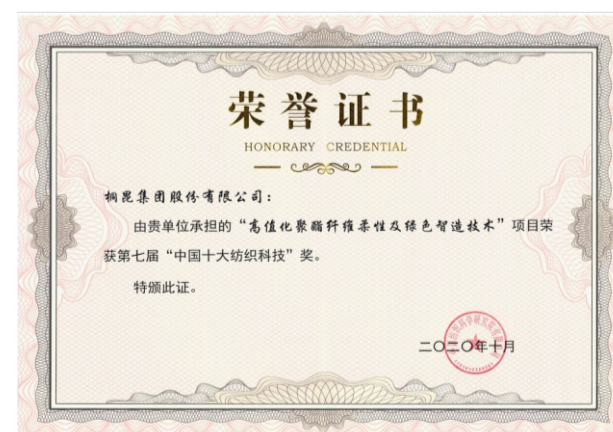 荣誉证书
HONORARY CREDENTIAL
桐昆集团股份有限公司：
由贵单位承担的“高值化聚酯纤维柔性及绿色智造技术”项目荣
获第七届“中国十大纺织科技”奖。
特颁此证。
二〇二〇年十月